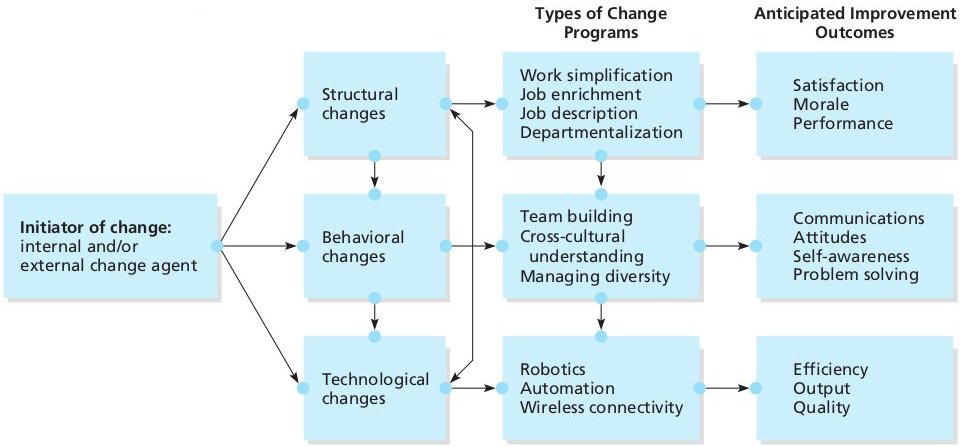 Types of Change
Programs
Anticipated Improvement
Outcomes
Initiator of change:
internal and/or
external change agent
Structural
changes
Work simplification
Job enrichment
Job description
Departmentalization
Satisfaction
Morale
Performance
Behavioral
changes
Team building
Cross-cultural
understanding
Managing diversity
Communications
Attitudes
Self-awareness
Problem solving
Technological
changes
Robotics
Automation
Wireless connectivity
Efficiency
Output
Quality